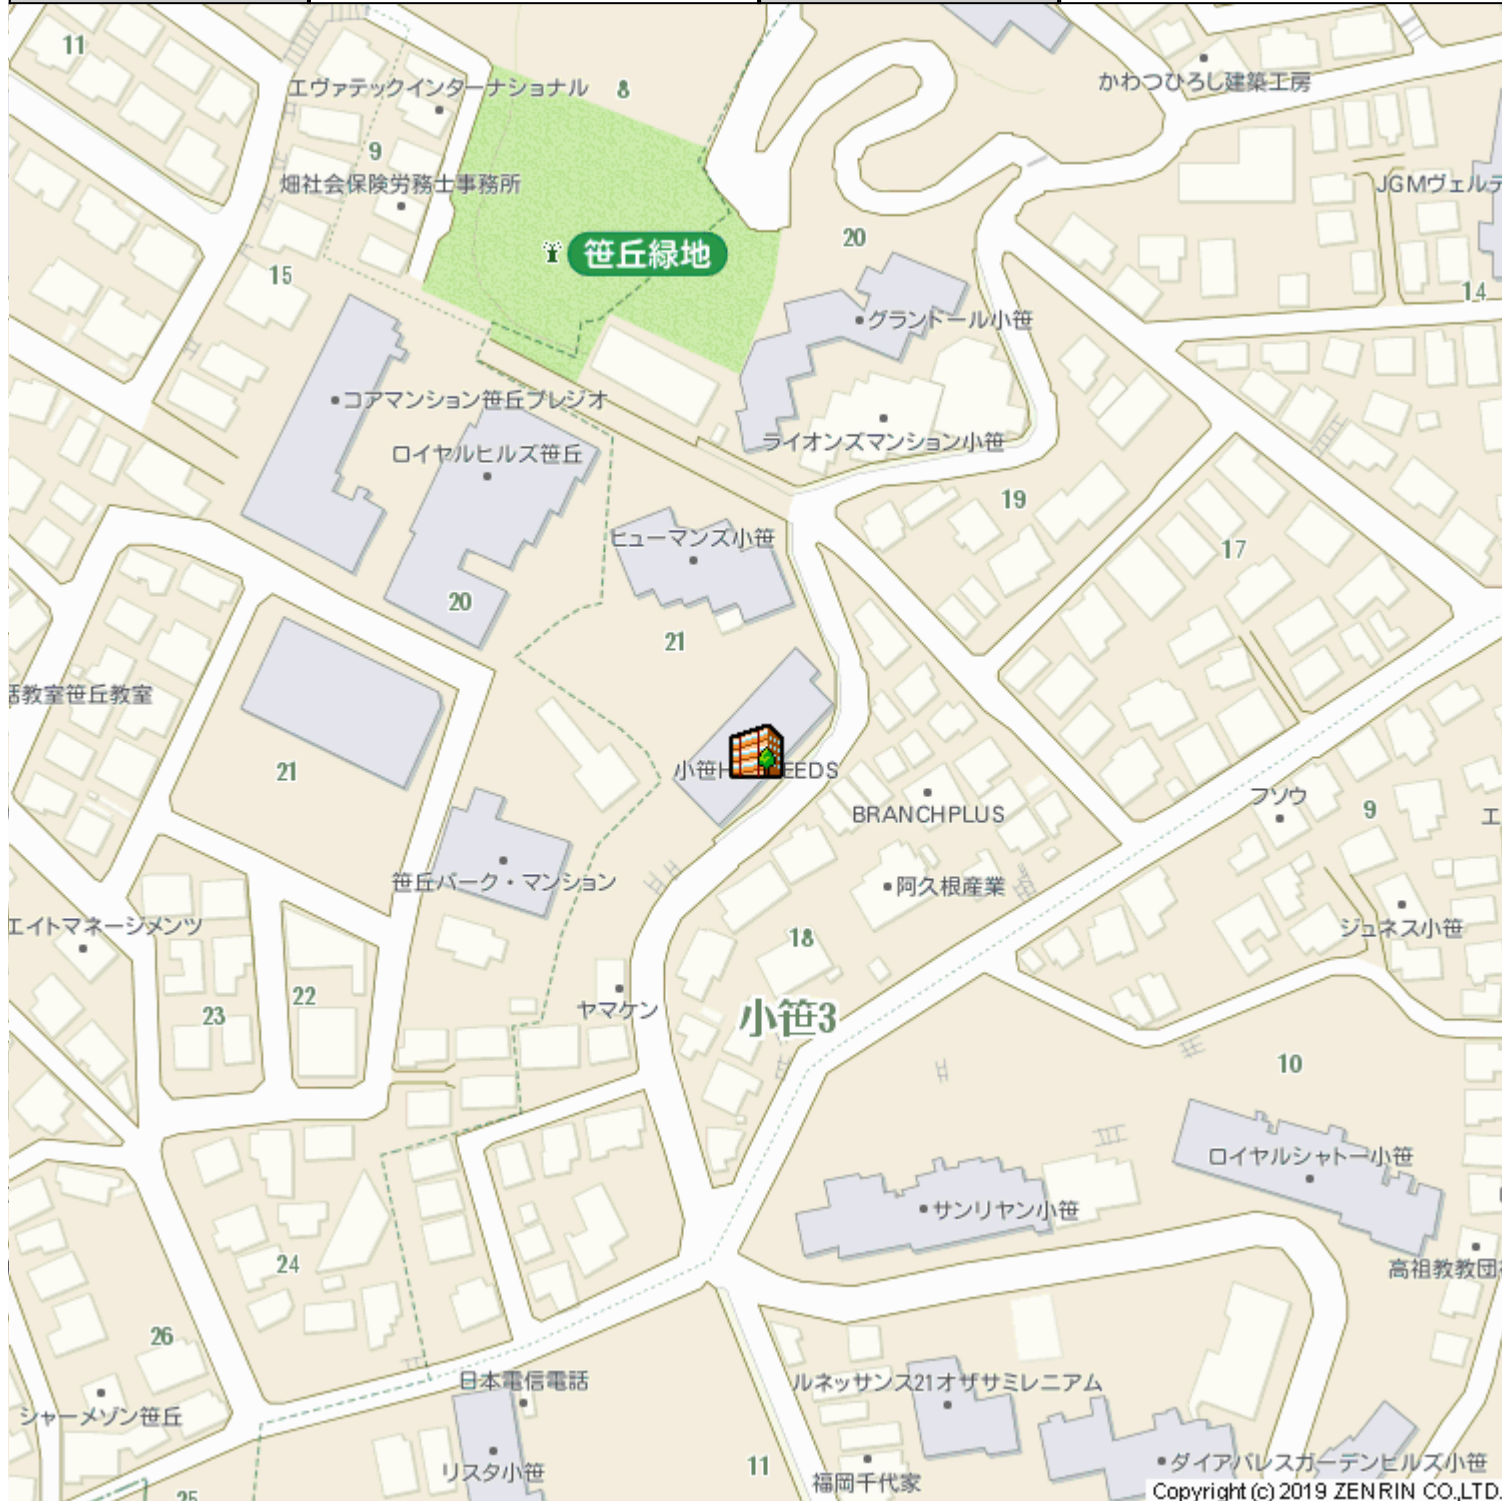 11
エヴァテックインターナショナル
8
かわつひろし建築工房
9
畑社会保険労務士事務所
JGMヴェルデ
笹丘緑地
20
15
14
グランドール小笹
コアマンション笹丘プレジオ
ライオンズマンション小笹
ロイヤルヒルズ笹丘
19
ヒューマンズ小笹
17
20
21
話教室笹丘教室
21
小笹H
EEDS
フソウ
9
エ
BRANCHPLUS
笹丘パーク・マンション
阿久根産業
エイトマネージメンツ
ジュネス小笹
18
22
23
ヤマケン
小笹3
10
ロイヤルシャトー小笹
サンリヤン小笹
24
高祖教教団
26
日本電信電話
ルネッサンス21オザサミレニアム
シャーメゾン笹丘
リスタ小笹
11
ダイアパレスガーデンヒルズ小笹
福岡千代家
25
Copyright (c) 2019 ZENRIN CO.,LTD.